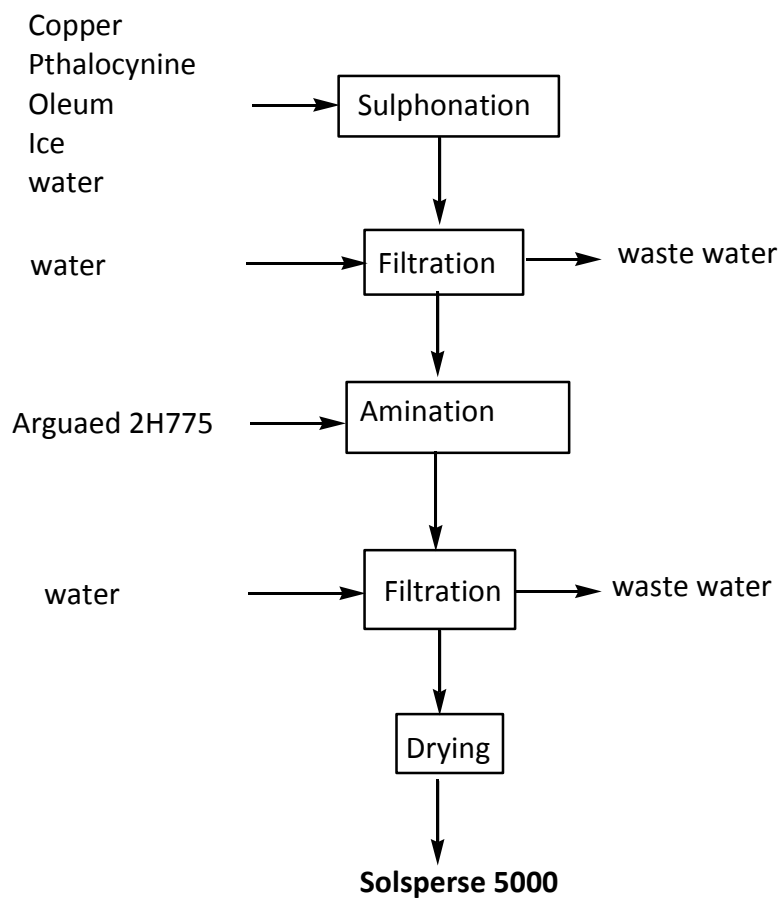 Copper
Pthalocynine
Oleum
Ice
water
Sulphonation
water
Filtration
waste water
Arguaed 2H775
Amination
water
Filtration
waste water
Drying
Solsperse 5000